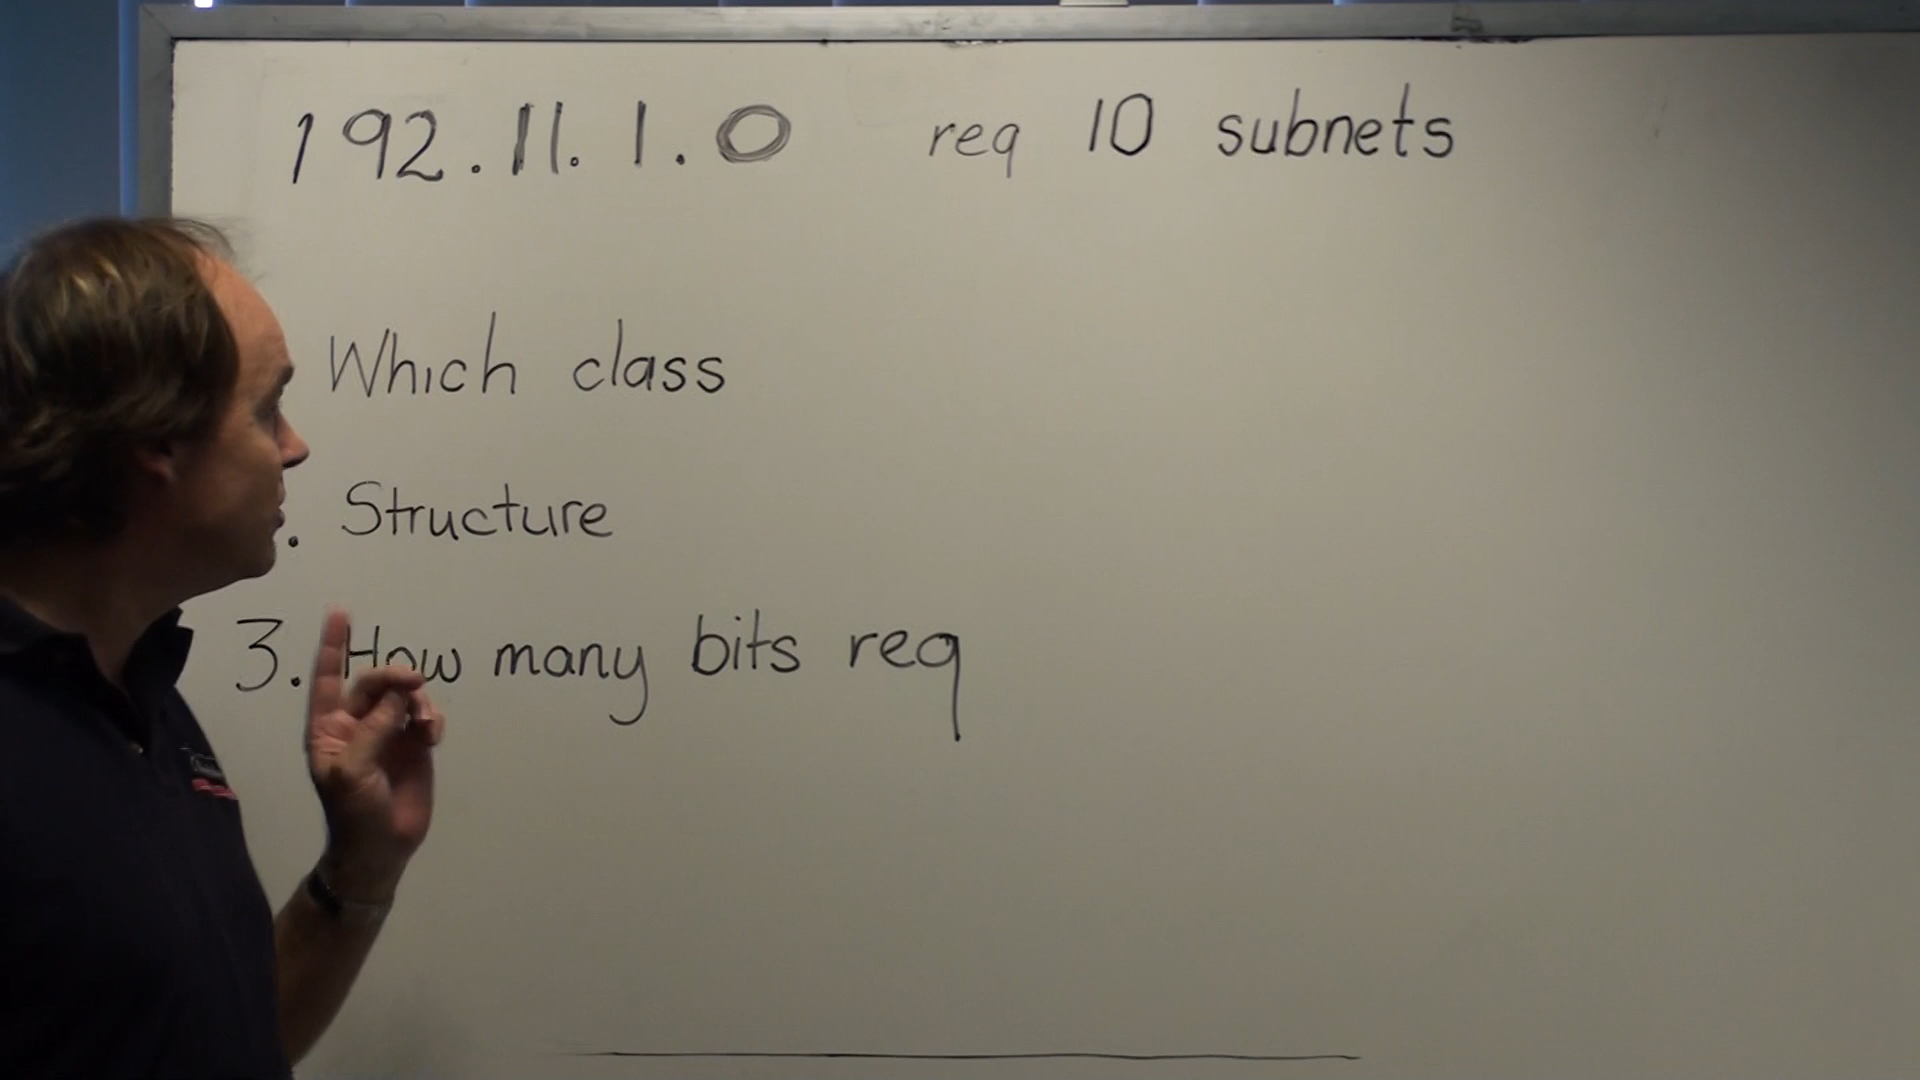 192.11.1.0 req 10 subnets
Which class
. Structure
3. How many bits req